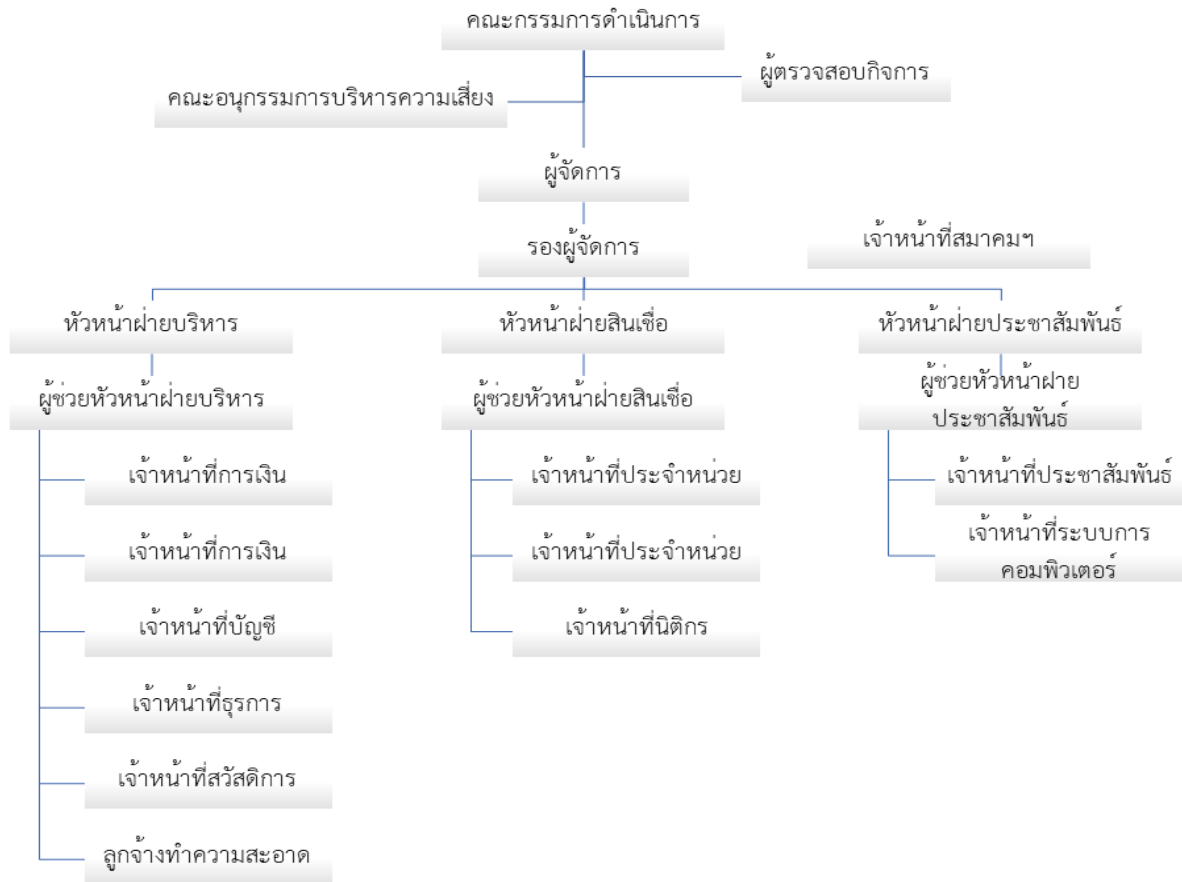 คณะกรรมการดำเนินการ
ผู้ตรวจสอบกิจการ
คณะอนุกรรมการบริหารความเสี่ยง
ผู้จัดการ
รองผู้จัดการ
เจ้าหน้าที่สมาคมฯ
หัวหน้าฝ่ายบริหาร
หัวหน้าฝ่ายสินเชื่อ
หัวหน้าฝ่ายประชาสัมพันธ์
ผู้ช่วยหัวหน้าฝ่ายบริหาร
ผู้ช่วยหัวหน้าฝ่ายสินเชื่อ
ผู้ช่วยหัวหน้าฝาย
ประชาสัมพันธ์
เจ้าหน้าที่การเงิน
เจ้าหน้าที่การเงิน
เจ้าหน้าที่บัญชี
เจ้าหน้าที่ธุรการ
เจ้าหน้าที่สวัสดิการ
ลูกจ้างทำความสะอาด
เจ้าหน้าที่ประจำหน่วย
เจ้าหน้าที่ประจำหน่วย
เจ้าหน้าที่นิติกร
เจ้าหน้าที่ประชาสัมพันธ์
เจ้าหน้าที่ระบบการ
คอมพิวเตอร์